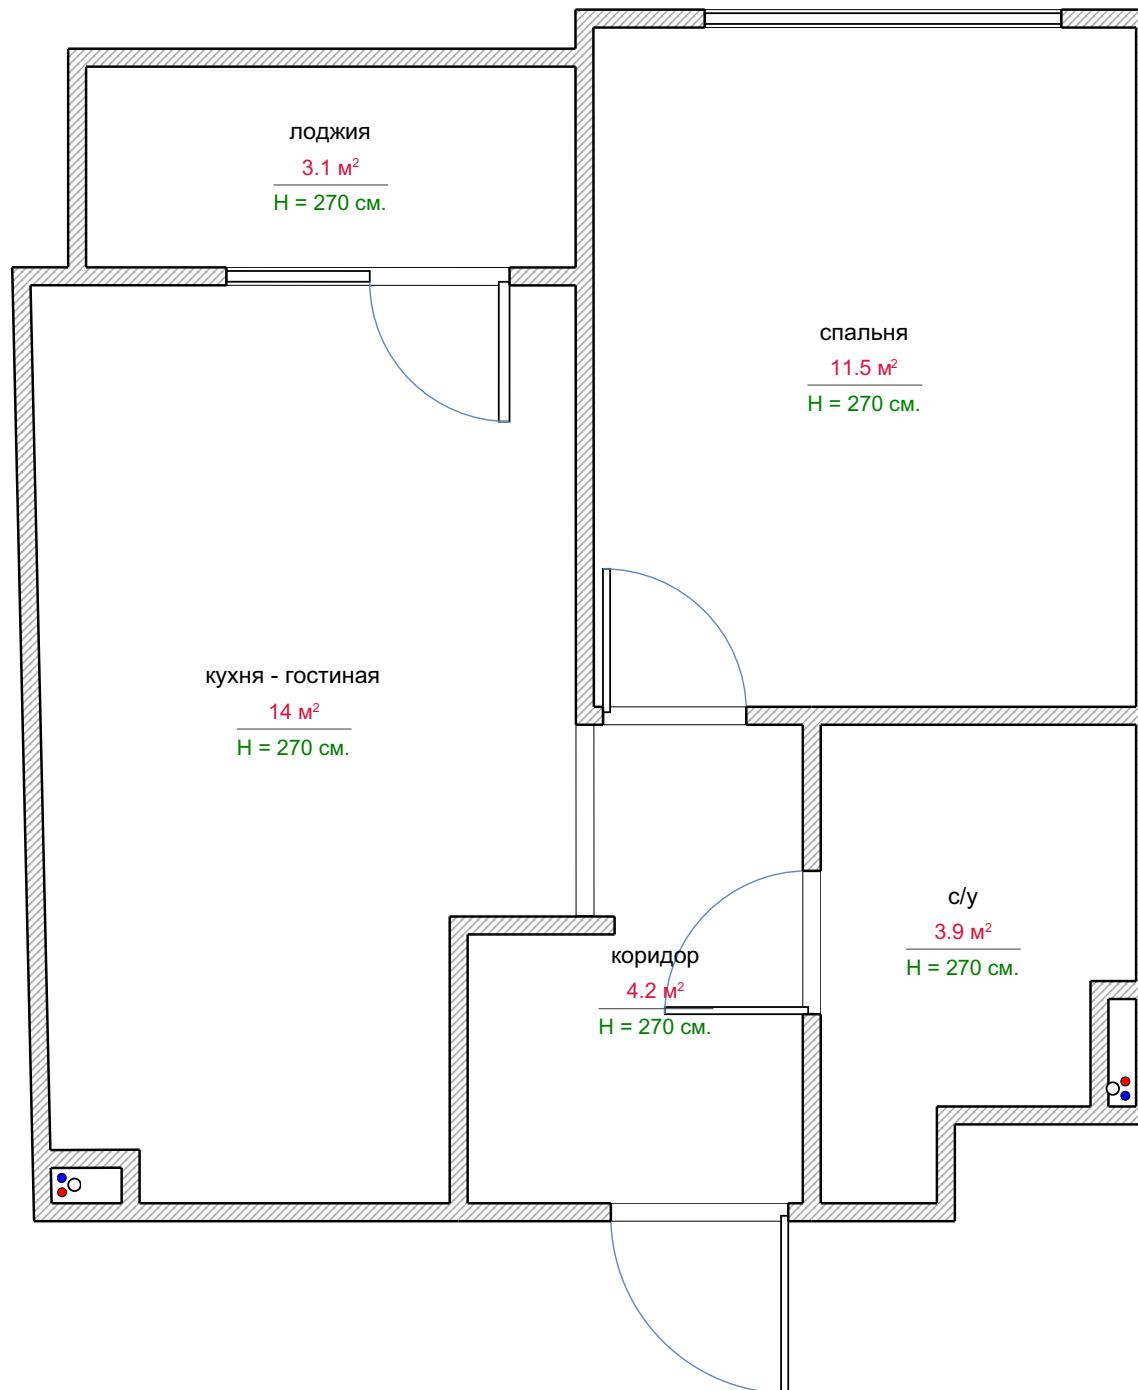 лоджия
3.1 м²
H = 270 см.
спальня
11.5 м²
H = 270 см.
кухня - гостиная
14 м²
H = 270 см.
с/у
3.9 м²
H = 270 см.
коридор
4.2 м²
H = 270 см.